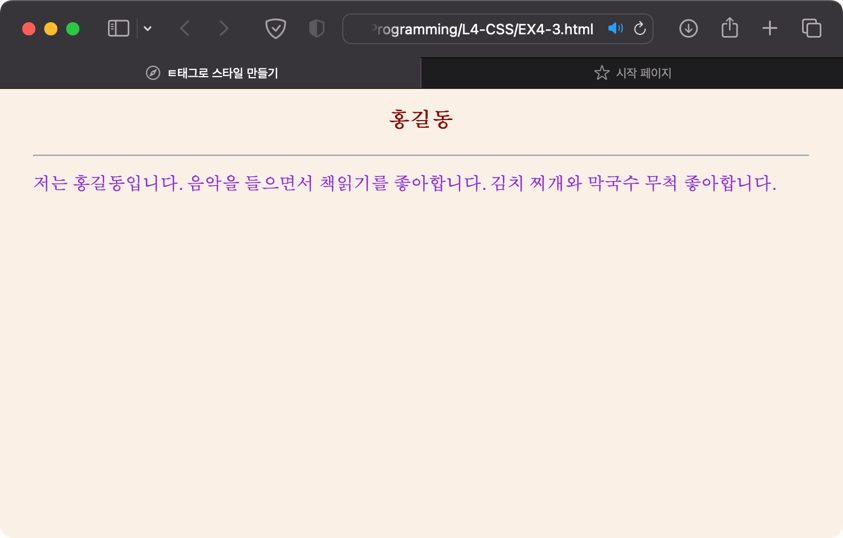 Programming/L4-CSS/EX4-3.html
ㅌ태그로 스타일 만들기
시작 페이지
홍길동
저는 홍길동입니다. 음악을 들으면서 책읽기를 좋아합니다. 김치 찌개와 막국수 무척 좋아합니다.